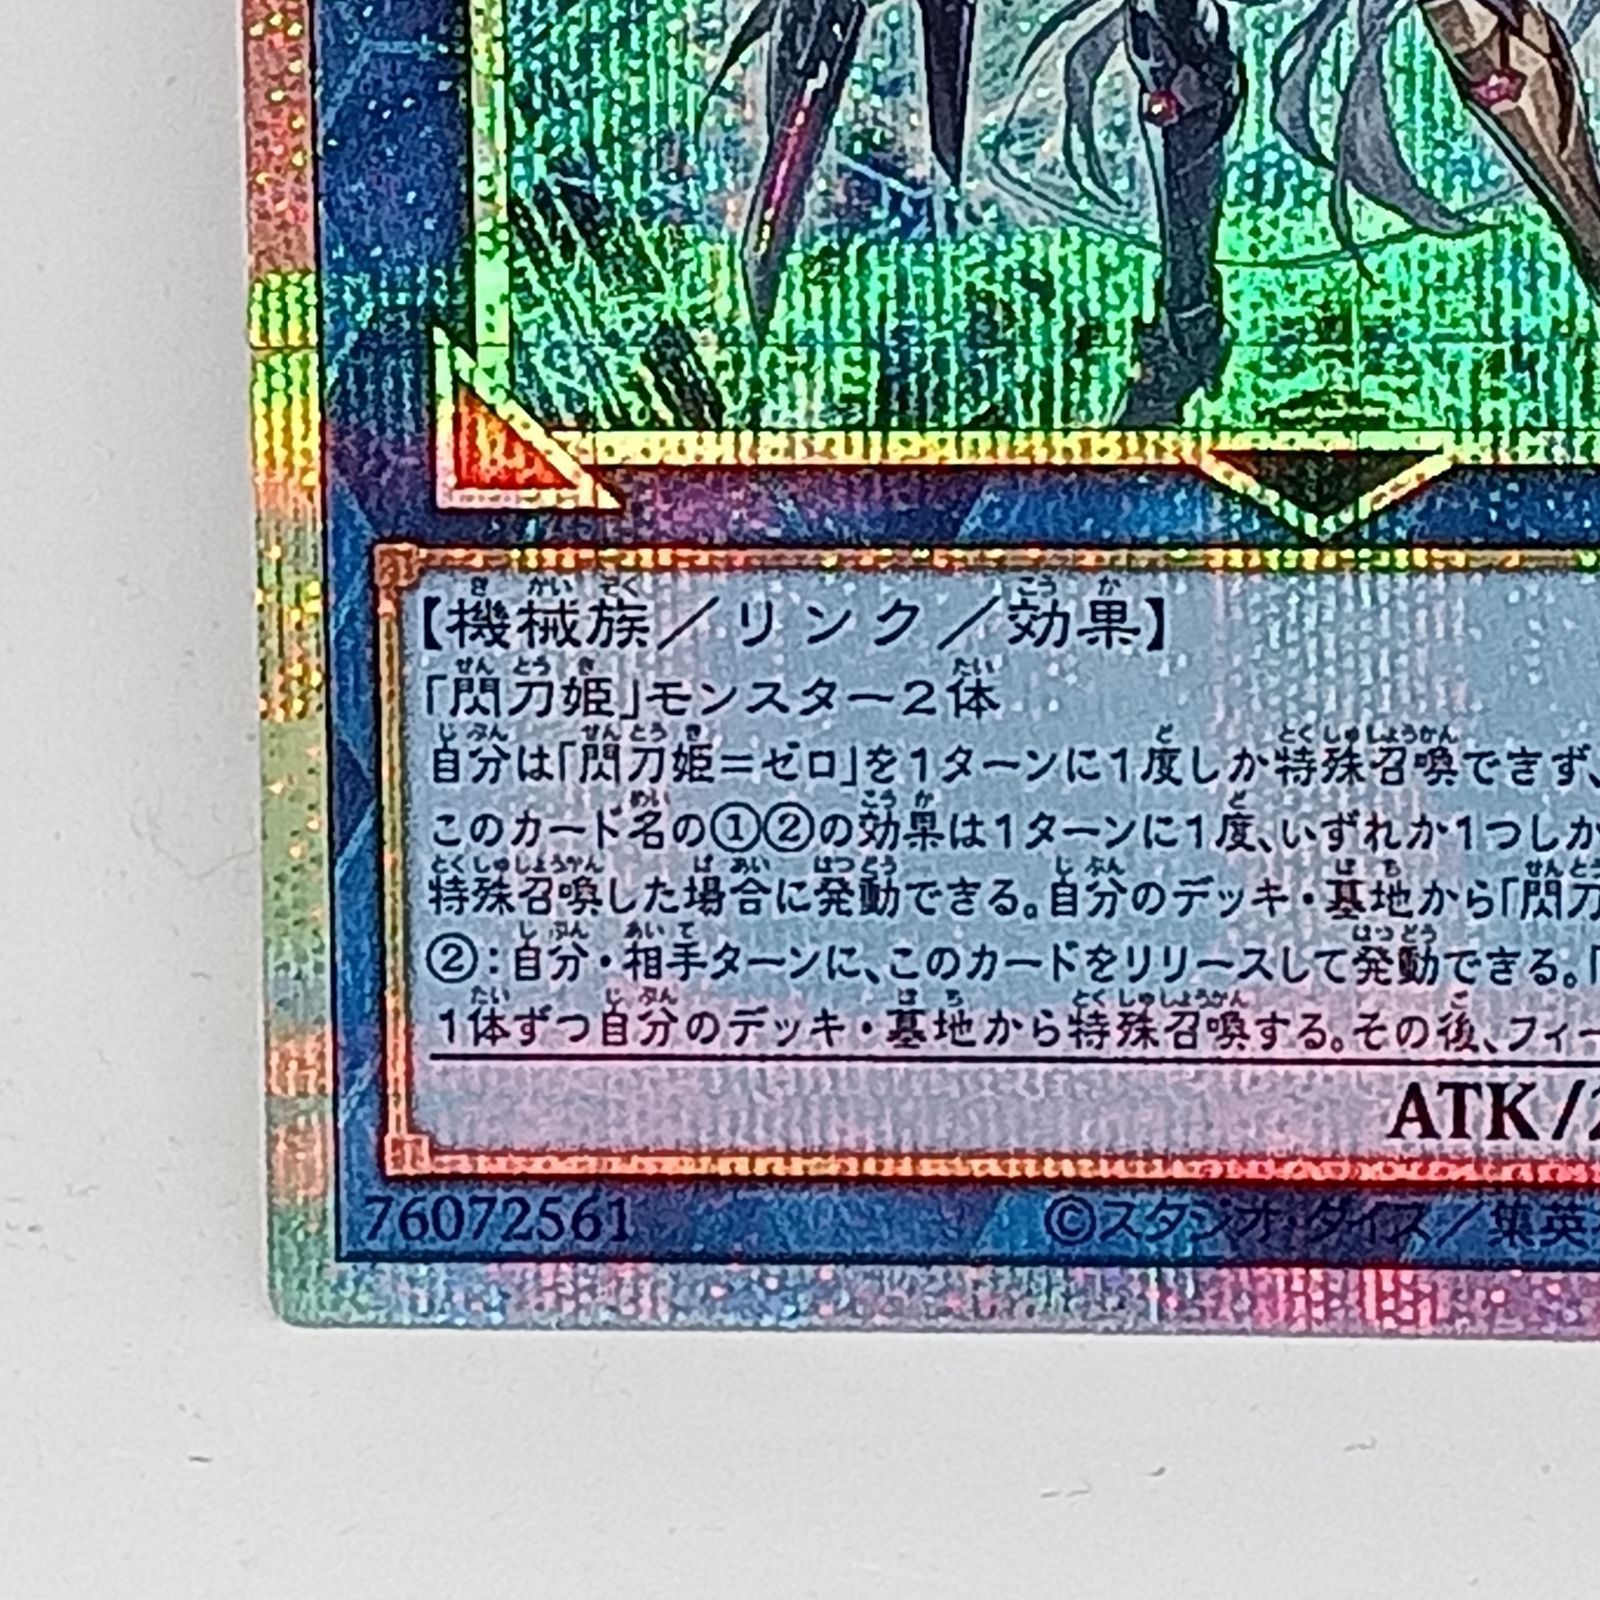 【機械族／リンク／効果】
「閃刀姫」モンスター2体
自分は「閃刀姫＝ゼロ」を1ターンに1度しか特殊召喚できず、
このカード名の①②の効果は1ターンに1度、いずれか1つしか
特殊召喚した場合に発動できる。自分のデッキ・墓地から「閃刀
②：自分・相手ターンに、このカードをリリースして発動できる。「
1体ずつ自分のデッキ・墓地から特殊召喚する。その後、フィー
ATK/2
76072561 ©スタジオ・ダイス／集英